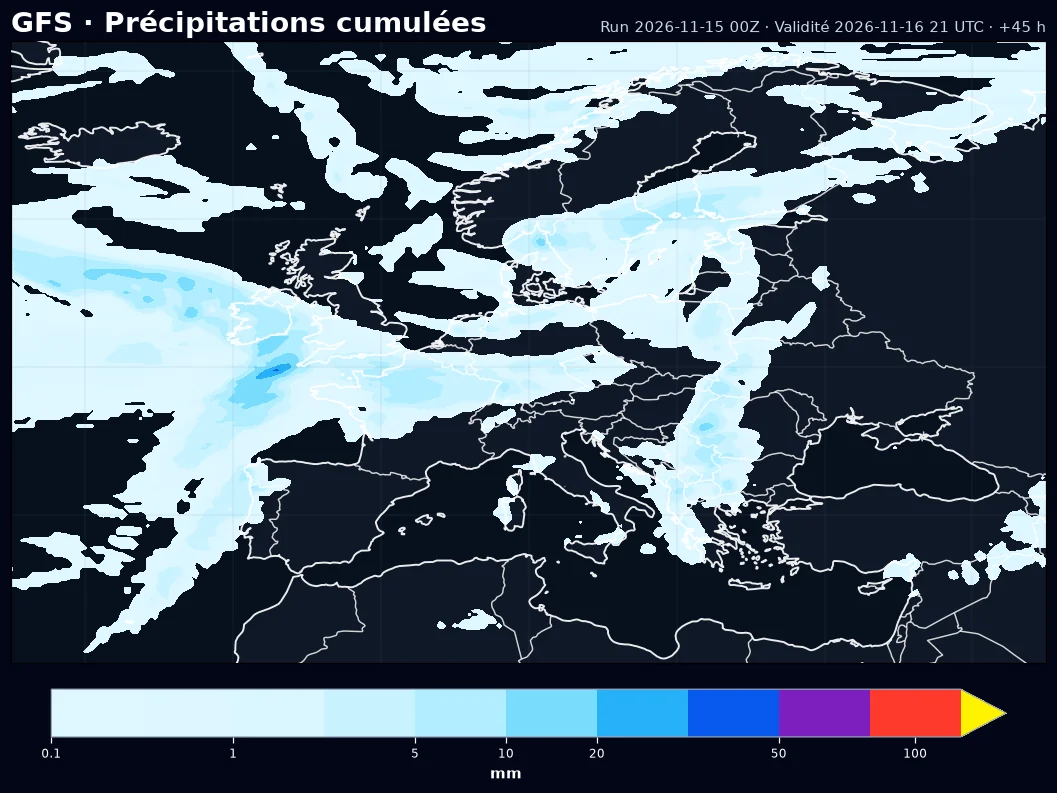 GFS · Précipitations cumulées
Run 2026-11-15 00Z · Validité 2026-11-16 21 UTC · +45 h
0.1 1 5 10 20 50 100
mm